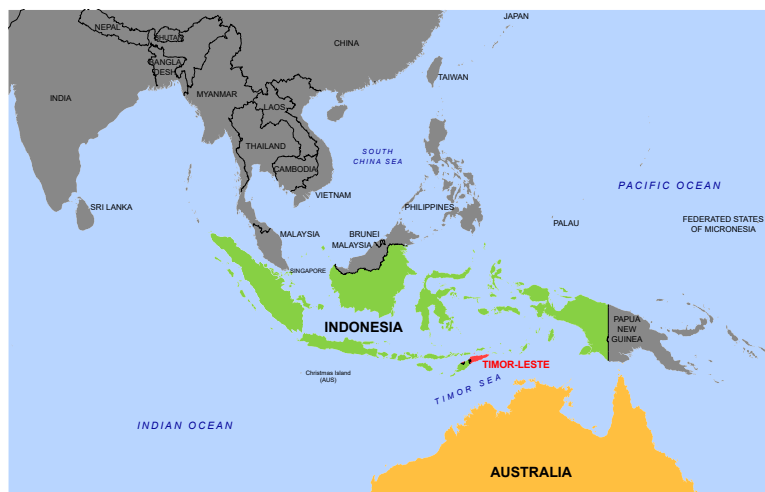 JAPAN
NEPAL
BHUTAN
CHINA
BANGLA
DESH
TAIWAN
INDIA
MYANMAR
LAOS
THAILAND
SOUTH
CHINA SEA
CAMBODIA
PACIFIC OCEAN
VIETNAM
SRI LANKA
PHILIPPINES
PALAU
FEDERATED STATES
OF MICRONESIA
MALAYSIA
BRUNEI
MALAYSIA
SINGAPORE
INDONESIA
PAPUA
NEW
GUINEA
TIMOR-LESTE
Christmas Island
(AUS)
TIMOR SEA
INDIAN OCEAN
AUSTRALIA